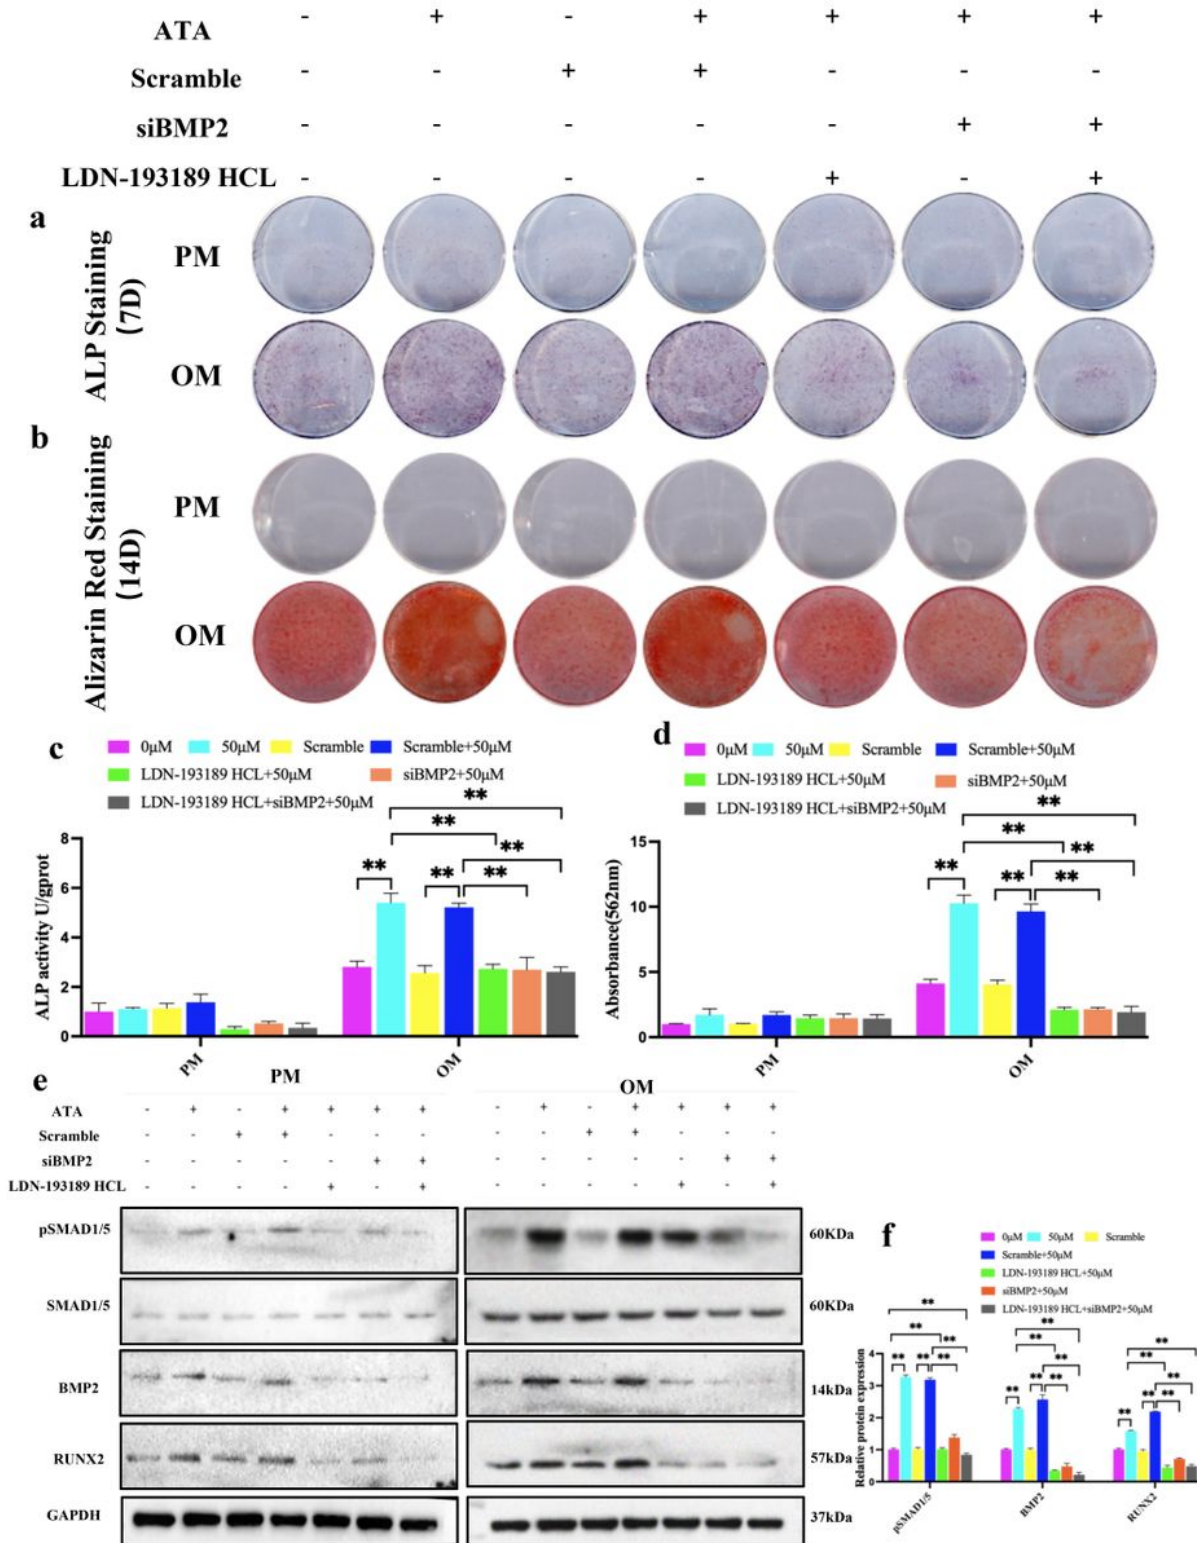 ATA - + - + + + +
Scramble - - + + - - -
siBMP2 - - - - - + +
LDN-193189 HCL - - - - + - +
a
ALP Staining
(7D)
PM
OM
b
Alizarin Red Staining
(14D)
PM
OM
c
0μM 50μM Scramble Scramble+50μM
LDN-193189 HCL+50μM siBMP2+50μM
LDN-193189 HCL+siBMP2+50μM
ALP activity U/gprot
8
6
4
2
0
** ** ** ** ** **
PM OM
d
0μM 50μM Scramble Scramble+50μM
LDN-193189 HCL+50μM siBMP2+50μM
LDN-193189 HCL+siBMP2+50μM
Absorbance(562nm)
15
10
5
0
** ** ** ** ** **
PM OM
e
PM OM
ATA - + - + + + + - + - + + + +
Scramble - - + + - - - - - + + - - -
siBMP2 - - - - - + + - - - - - + +
LDN-193189 HCL - - - - + - + - - - - + - +
pSMAD1/5 60KDa
SMAD1/5 60KDa
BMP2 14kDa
RUNX2 57kDa
GAPDH 37kDa
f
0μM 50μM Scramble
Scramble+50μM
LDN-193189 HCL+50μM
siBMP2+50μM
LDN-193189 HCL+siBMP2+50μM
Relative protein expression
4
3
2
1
0
** ** ** ** ** **
** ** ** ** ** **
** ** ** ** ** **
pSMAD1/5 BMP2 RUNX2